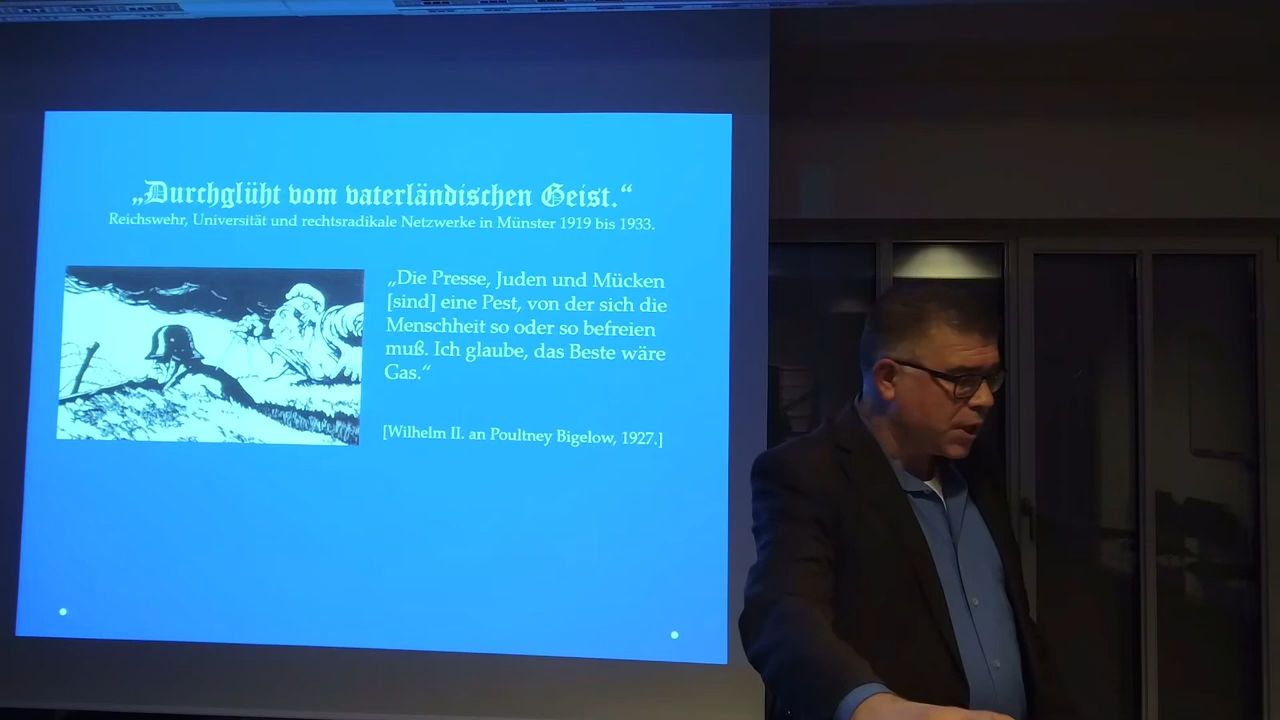 „Durchglüht vom vaterländischen Geist.“
Reichswehr, Universität und rechtsradikale Netzwerke in Münster 1919 bis 1933.
„Die Presse, Juden und Mücken
[sind] eine Pest, von der sich die
Menschheit so oder so befreien
muß. Ich glaube, das Beste wäre
Gas.“
[Wilhelm II. an Poultney Bigelow, 1927.]